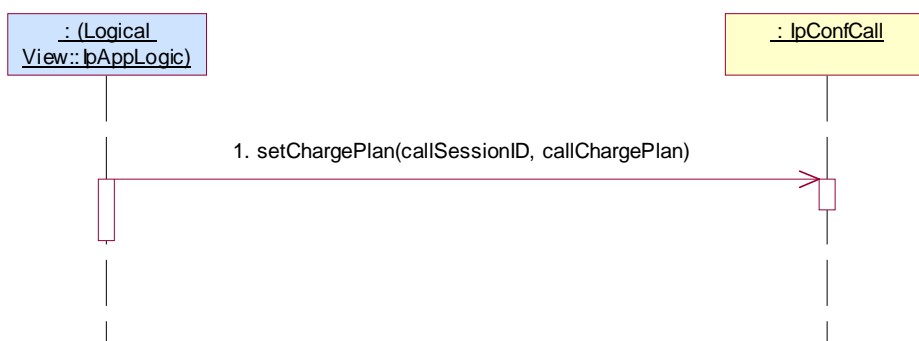 : (Logical
View::IpAppLogic)
: IpConfCall
1. setChargePlan(callSessionID, callChargePlan)